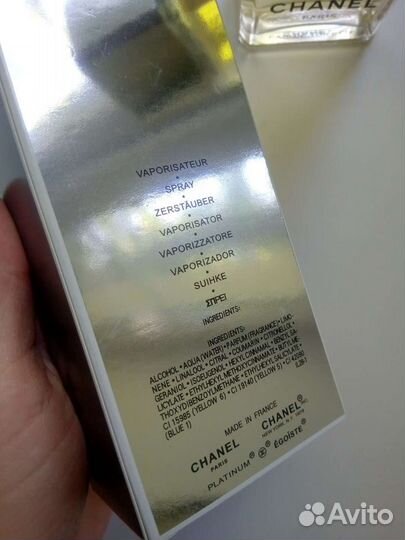 CHANEL
PARIS
VAPORISATEUR
•
SPRAY
•
ZERSTÄUBER
•
VAPORISATOR
•
VAPORIZZATORE
•
VAPORIZADOR
•
SUIHKE
•
ΣΠΡΕΪ
INGREDIENTS:
INGREDIENTS:
ALCOHOL • AQUA (WATER) • PARFUM (FRAGRANCE) • LIMO-
NENE • LINALOOL • CITRAL • COUMARIN • CITRONELLOL •
GERANIOL • ISOEUGENOL • HEXYL CINNAMAL • BENZYL SA-
LICYLATE • ETHYLHEXYL METHOXYCINNAMATE • BUTYL ME-
THOXYDIBENZOYLMETHANE • ETHYLHEXYL SALICYLATE •
CI 15985 (YELLOW 6) • CI 19140 (YELLOW 5) • CI 42090
(BLUE 1)
MADE IN FRANCE
CHANEL CHANEL
PARIS NEW YORK, N.Y.
PLATINUM® ÉGOÏSTE®
Avito